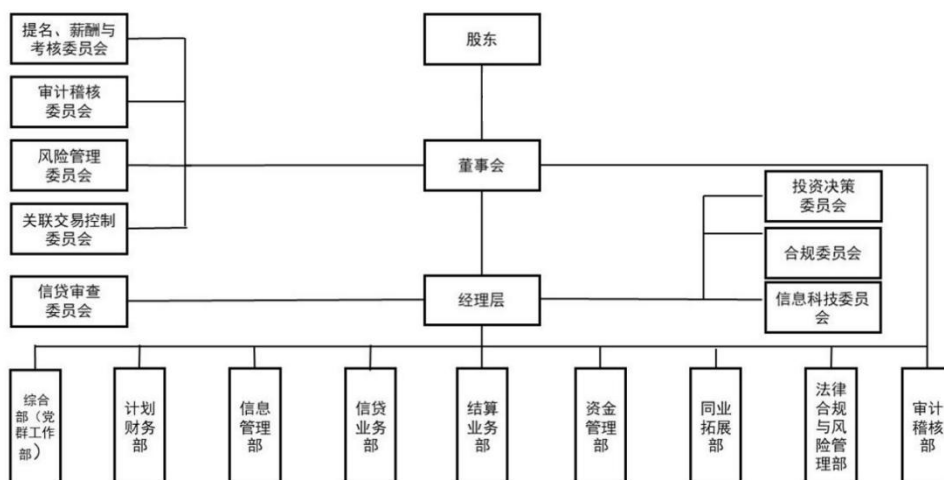 提名、薪酬与
考核委员会
股东
审计稽核
委员会
风险管理
委员会
董事会
投资决策
委员会
关联交易控制
委员会
合规委员会
信贷审查
委员会
经理层
信息科技委员
会
综合
部（党
群工作
部）
计划
财务
部
信息
管理
部
信贷
业务
部
结算
业务
部
资金
管理
部
同业
拓展
部
法律
合规
与风
险管
理部
审计
稽核
部